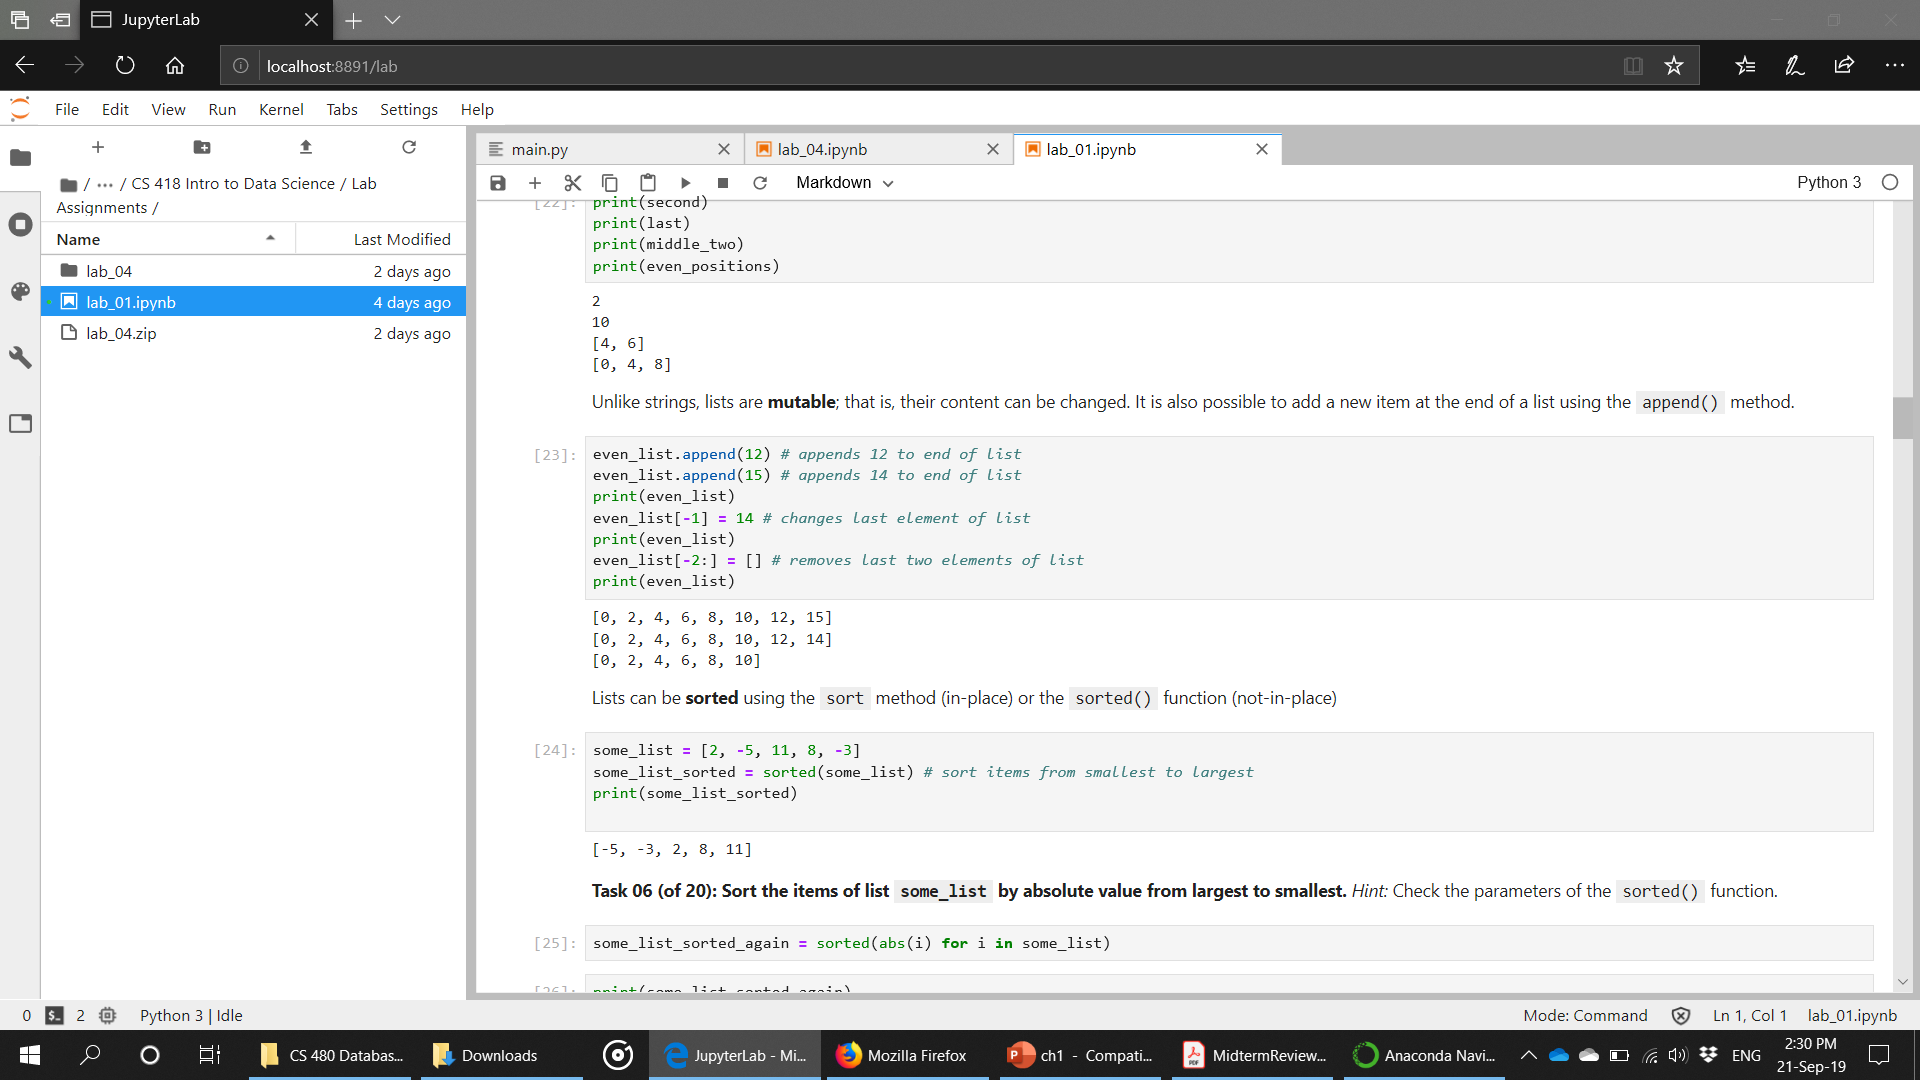 JupyterLab
localhost:8891/lab
File Edit View Run Kernel Tabs Settings Help
/ ··· / CS 418 Intro to Data Science / Lab
Assignments /
Name Last Modified
lab_04 2 days ago
lab_01.ipynb 4 days ago
lab_04.zip 2 days ago
main.py lab_04.ipynb lab_01.ipynb
Markdown Python 3
[22]: print(second)
print(last)
print(middle_two)
print(even_positions)
2
10
[4, 6]
[0, 4, 8]
Unlike strings, lists are mutable; that is, their content can be changed. It is also possible to add a new item at the end of a list using the append() method.
[23]: even_list.append(12) # appends 12 to end of list
even_list.append(15) # appends 14 to end of list
print(even_list)
even_list[-1] = 14 # changes last element of list
print(even_list)
even_list[-2:] = [] # removes last two elements of list
print(even_list)
[0, 2, 4, 6, 8, 10, 12, 15]
[0, 2, 4, 6, 8, 10, 12, 14]
[0, 2, 4, 6, 8, 10]
Lists can be sorted using the sort method (in-place) or the sorted() function (not-in-place)
[24]: some_list = [2, -5, 11, 8, -3]
some_list_sorted = sorted(some_list) # sort items from smallest to largest
print(some_list_sorted)
[-5, -3, 2, 8, 11]
Task 06 (of 20): Sort the items of list some_list by absolute value from largest to smallest. Hint: Check the parameters of the sorted() function.
[25]: some_list_sorted_again = sorted(abs(i) for i in some_list)
[26]: print(some_list_sorted_again)
0 $_ 2 Python 3 | Idle Mode: Command Ln 1, Col 1 lab_01.ipynb
CS 480 Databas... Downloads JupyterLab - Mi... Mozilla Firefox ch1 - Compati... MidtermReview... Anaconda Navi... ENG 2:30 PM
21-Sep-19